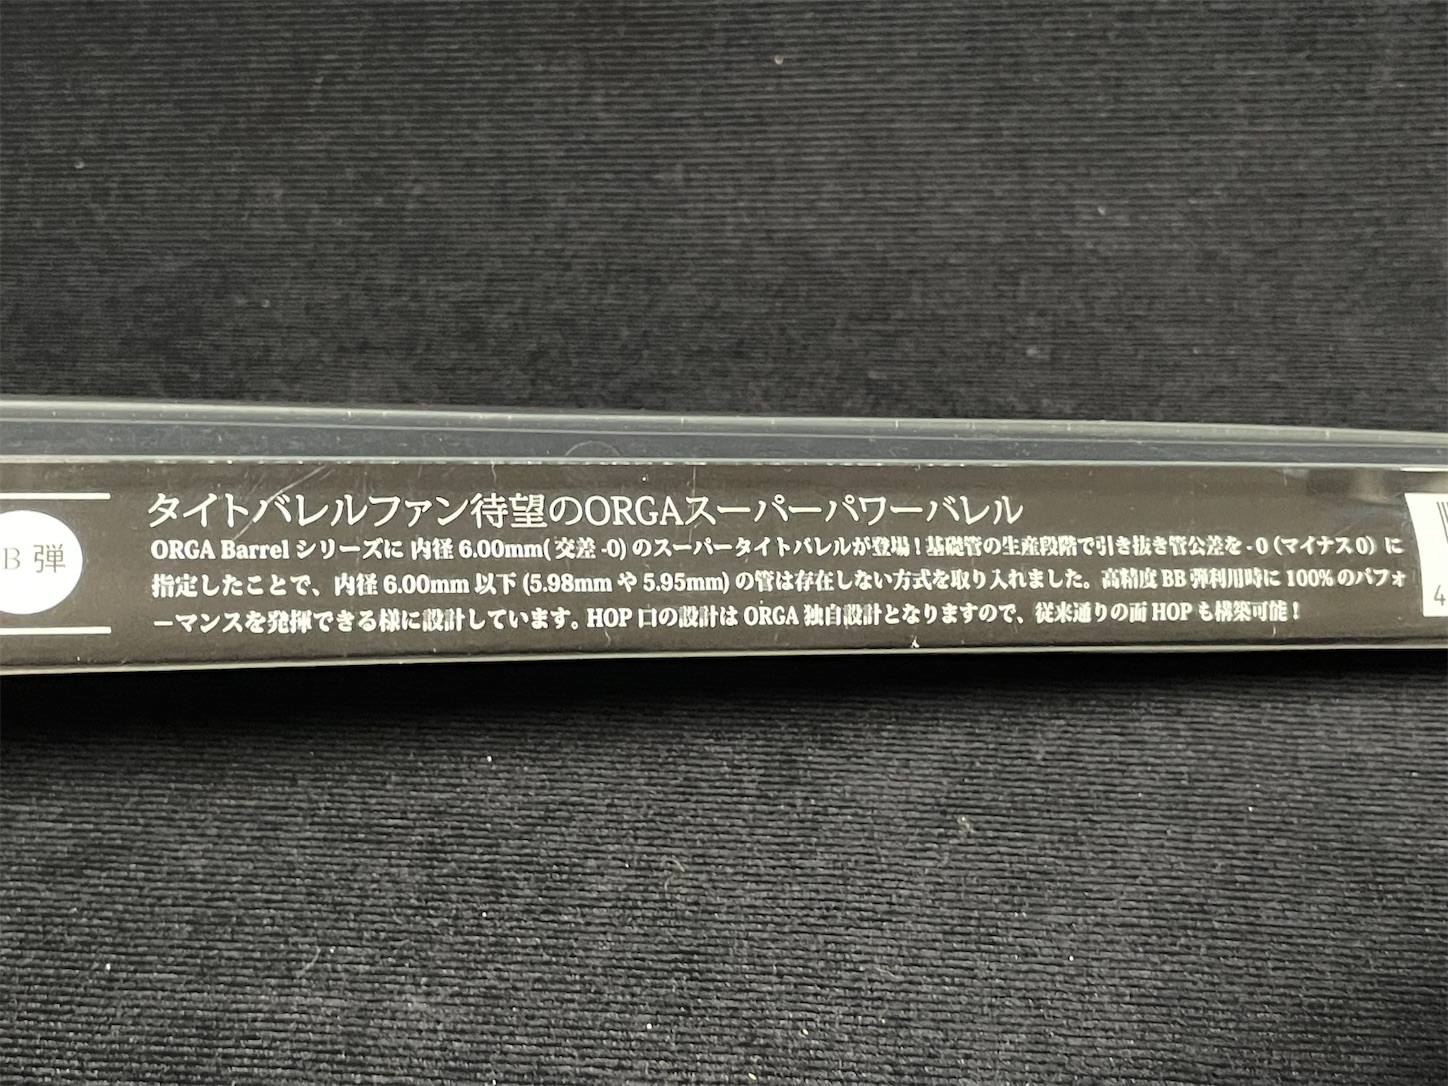 B 弾
タイトバレルファン待望のORGAスーパーパワーバレル
ORGA Barrel シリーズに 内径 6.00mm( 交差 -0) のスーパータイトバレルが登場！基礎管の生産段階で引き抜き管公差を - 0（マイナス 0）に
指定したことで、内径 6.00mm 以下 (5.98mm や 5.95mm) の管は存在しない方式を取り入れました。高精度 BB 弾利用時に 100% のパフォ
ーマンスを発揮できる様に設計しています。HOP 口の設計は ORGA 独自設計となりますので、従来通りの面 HOP も構築可能！
4